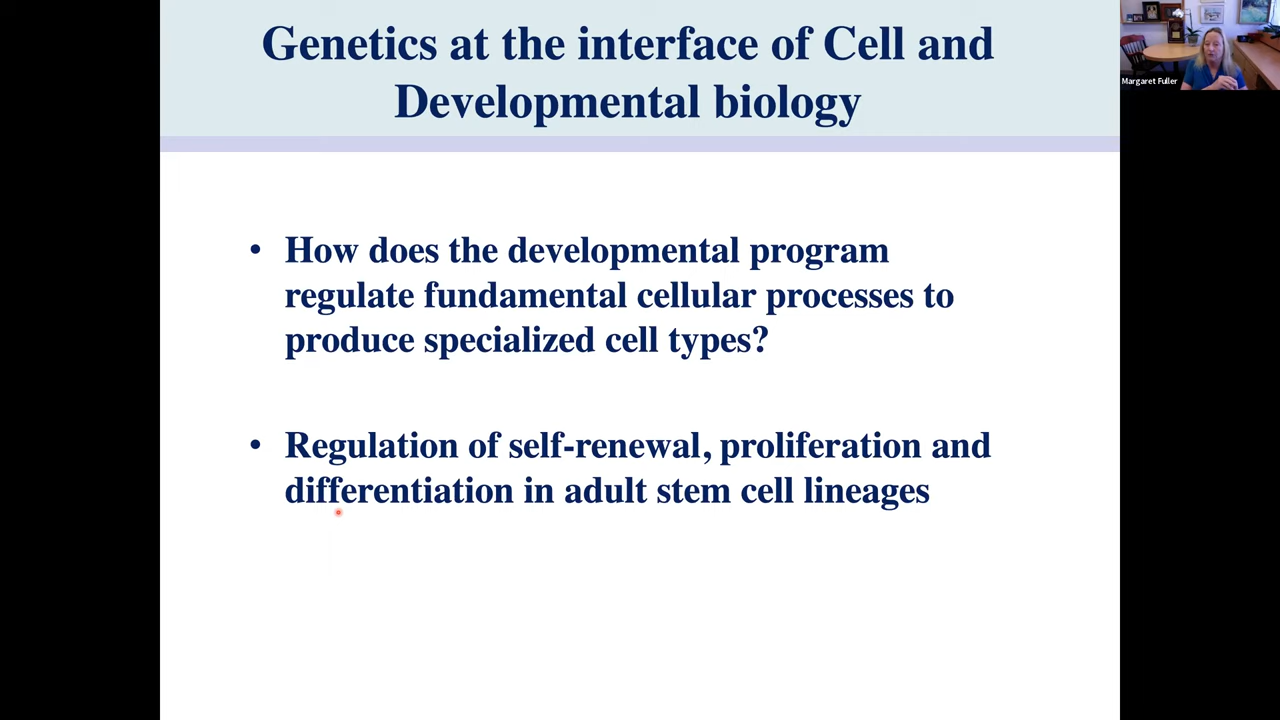 Genetics at the interface of Cell and
Developmental biology
Margaret Fuller
• How does the developmental program
regulate fundamental cellular processes to
produce specialized cell types?
• Regulation of self-renewal, proliferation and
differentiation in adult stem cell lineages